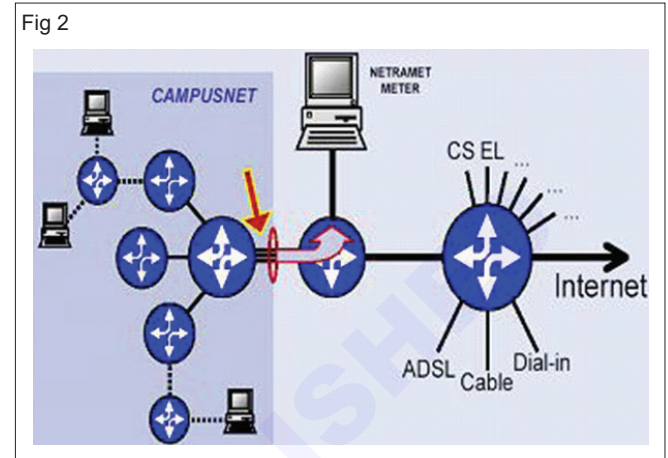 Fig 2
CAMPUSNET
NETRAMET
METER
CS EL ...
...
...
Internet
ADSL
Cable
Dial-in